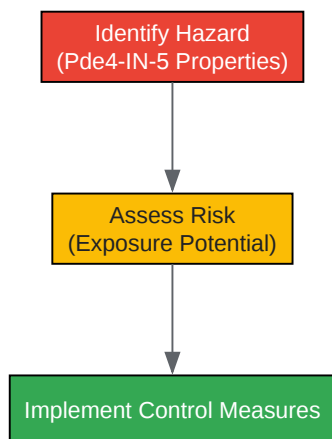 Identify Hazard
(Pde4-IN-5 Properties)
Assess Risk
(Exposure Potential)
Implement Control Measures